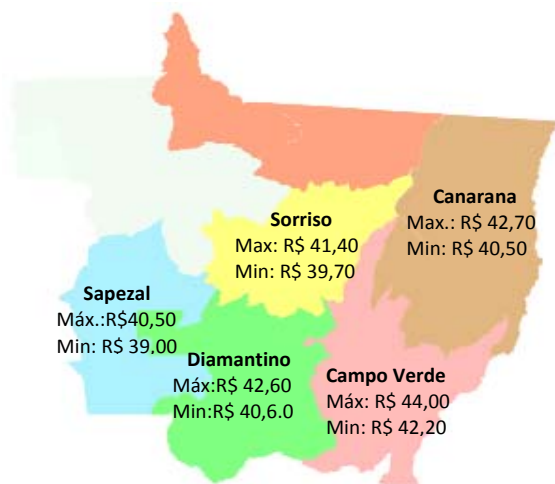 Canarana
Max.: R$ 42,70
Min: R$ 40,50
Sorriso
Max: R$ 41,40
Min: R$ 39,70
Sapezal
Máx.:R$40,50
Min: R$ 39,00
Diamantino
Máx:R$ 42,60
Min:R$ 40,6.0
Campo Verde
Máx: R$ 44,00
Min: R$ 42,20